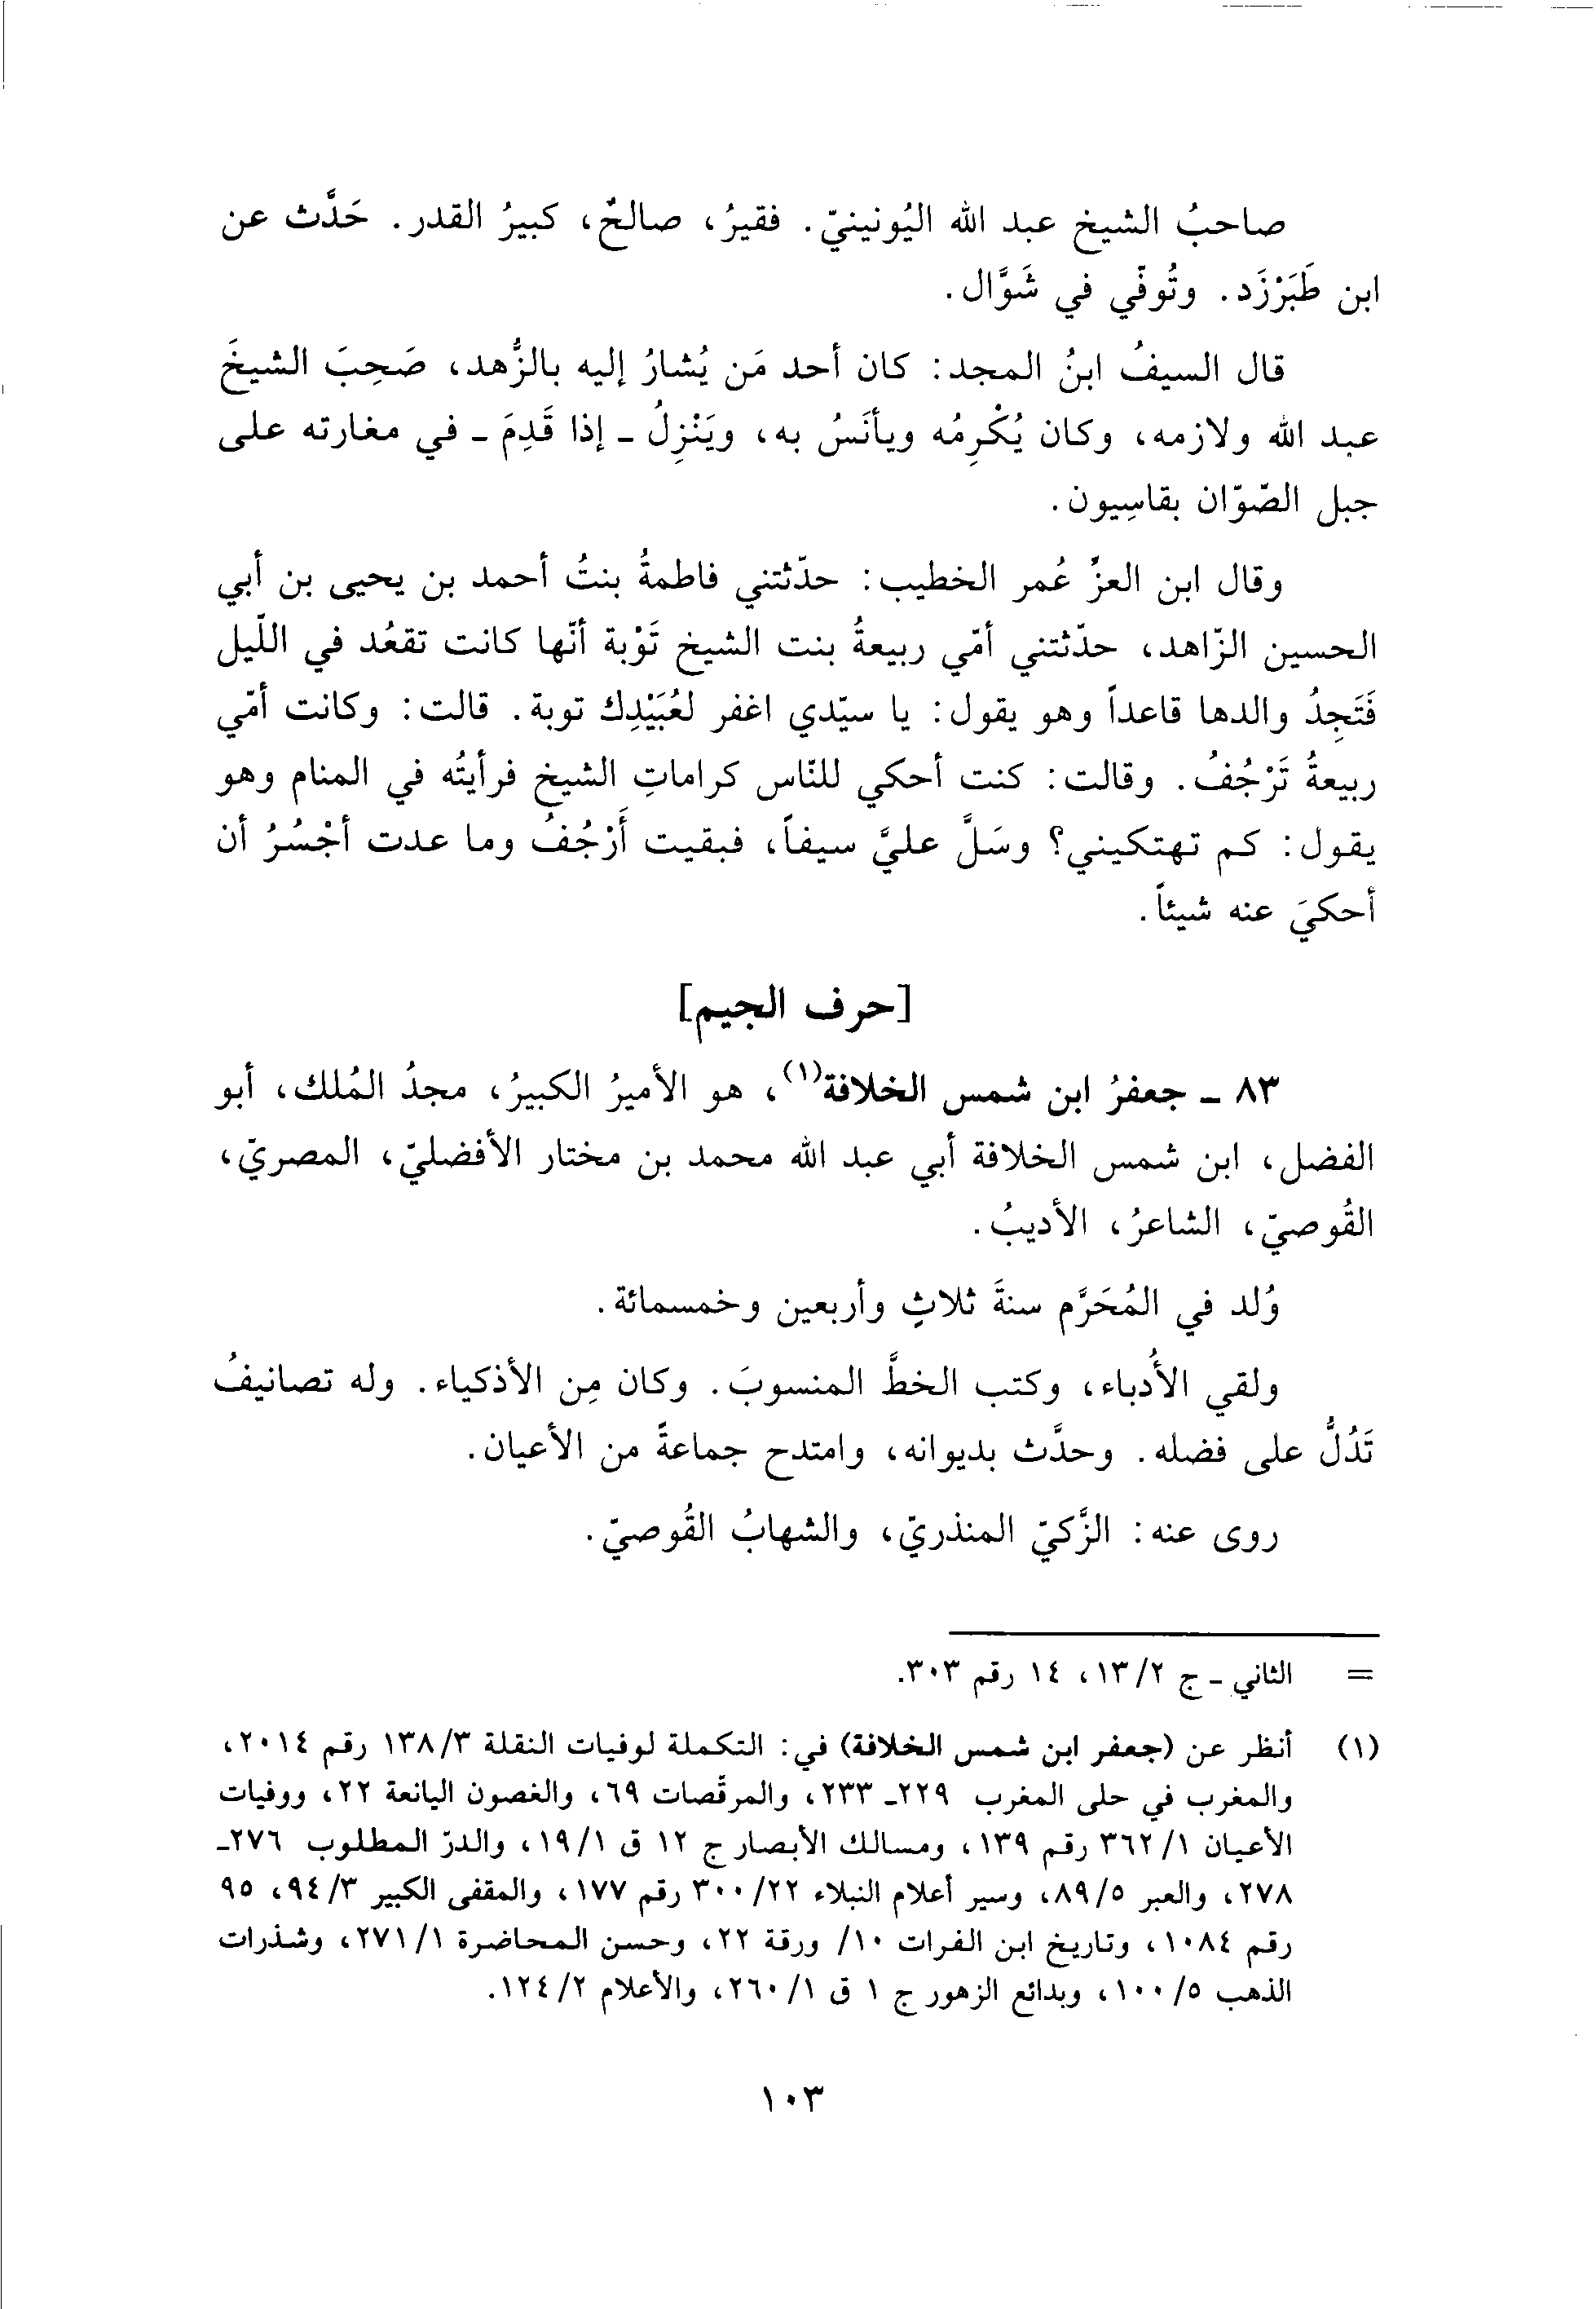 صاحبُ الشيخ عبد الله اليُونينيّ. فقيرُ، صالحٌ، كبيرُ القدر. حَدَّث عن
ابن طَبَرْزَد. وتُوفّي في شَوَّال.
قال السيفُ ابنُ المجد: كان أحد مَن يُشارُ إليه بالزُّهد، صَحِبَ الشيخَ
عبد الله ولازمه، وكان يُكْرِمُه ويأنَسُ به، ويَنْزِلُ - إذا قَدِمَ - في مغارته على
جبل الصّوّان بقاسِيون.
وقال ابن العزّ عُمر الخطيب: حدّثتني فاطمةُ بنتُ أحمد بن يحيى بن أبي
الحسين الزّاهد، حدّثتني أمّي ربيعةُ بنت الشيخ تَوْبة أنّها كانت تقعُد في اللّيل
فَتَجِدُ والدها قاعداً وهو يقول: يا سيّدي اغفر لعُبَيْدِك توبة. قالت: وكانت أمّي
ربيعةُ تَرْجُفُ. وقالت: كنت أحكي للنّاس كراماتِ الشيخ فرأيتُه في المنام وهو
يقول: كم تهتكيني؟ وسَلَّ عليَّ سيفاً، فبقيت أَرْجُفُ وما عدت أجْسُرُ أن
أحكيَ عنه شيئاً.
[حرف الجيم]
٨٣ - جعفرُ ابن شمس الخلافة(١)، هو الأميرُ الكبيرُ، مجدُ المُلك، أبو
الفضل، ابن شمس الخلافة أبي عبد الله محمد بن مختار الأفضليّ، المصريّ،
القُوصيّ، الشاعرُ، الأديبُ.
وُلد في المُحَرَّم سنةَ ثلاثٍ وأربعين وخمسمائة.
ولقي الأُدباء، وكتب الخطَّ المنسوبَ. وكان مِن الأذكياء. وله تصانيفُ
تَدُلُّ على فضله. وحدَّث بديوانه، وامتدح جماعةً من الأعيان.
روى عنه: الزَّكيّ المنذريّ، والشهابُ القُوصيّ.
= الثاني - ج ٢/ ١٣، ١٤ رقم ٣٠٣.
(١) أنظر عن (جعفر ابن شمس الخلافة) في: التكملة لوفيات النقلة ٣/ ١٣٨ رقم ٢٠١٤،
والمغرب في حلى المغرب ٢٢٩- ٢٣٣، والمرقّصات ٦٩، والغصون اليانعة ٢٢، ووفيات
الأعيان ١/ ٣٦٢ رقم ١٣٩، ومسالك الأبصار ج ١٢ ق ١/ ١٩، والدرّ المطلوب ٢٧٦-
٢٧٨، والعبر ٥/ ٨٩، وسير أعلام النبلاء ٢٢/ ٣٠٠ رقم ١٧٧، والمقفى الكبير ٣/ ٩٤، ٩٥
رقم ١٠٨٤، وتاريخ ابن الفرات ١٠/ ورقة ٢٢، وحسن المحاضرة ١/ ٢٧١، وشذرات
الذهب ٥/ ١٠٠، وبدائع الزهور ج ١ ق ١/ ٢٦٠، والأعلام ٢/ ١٢٤.
١٠٣